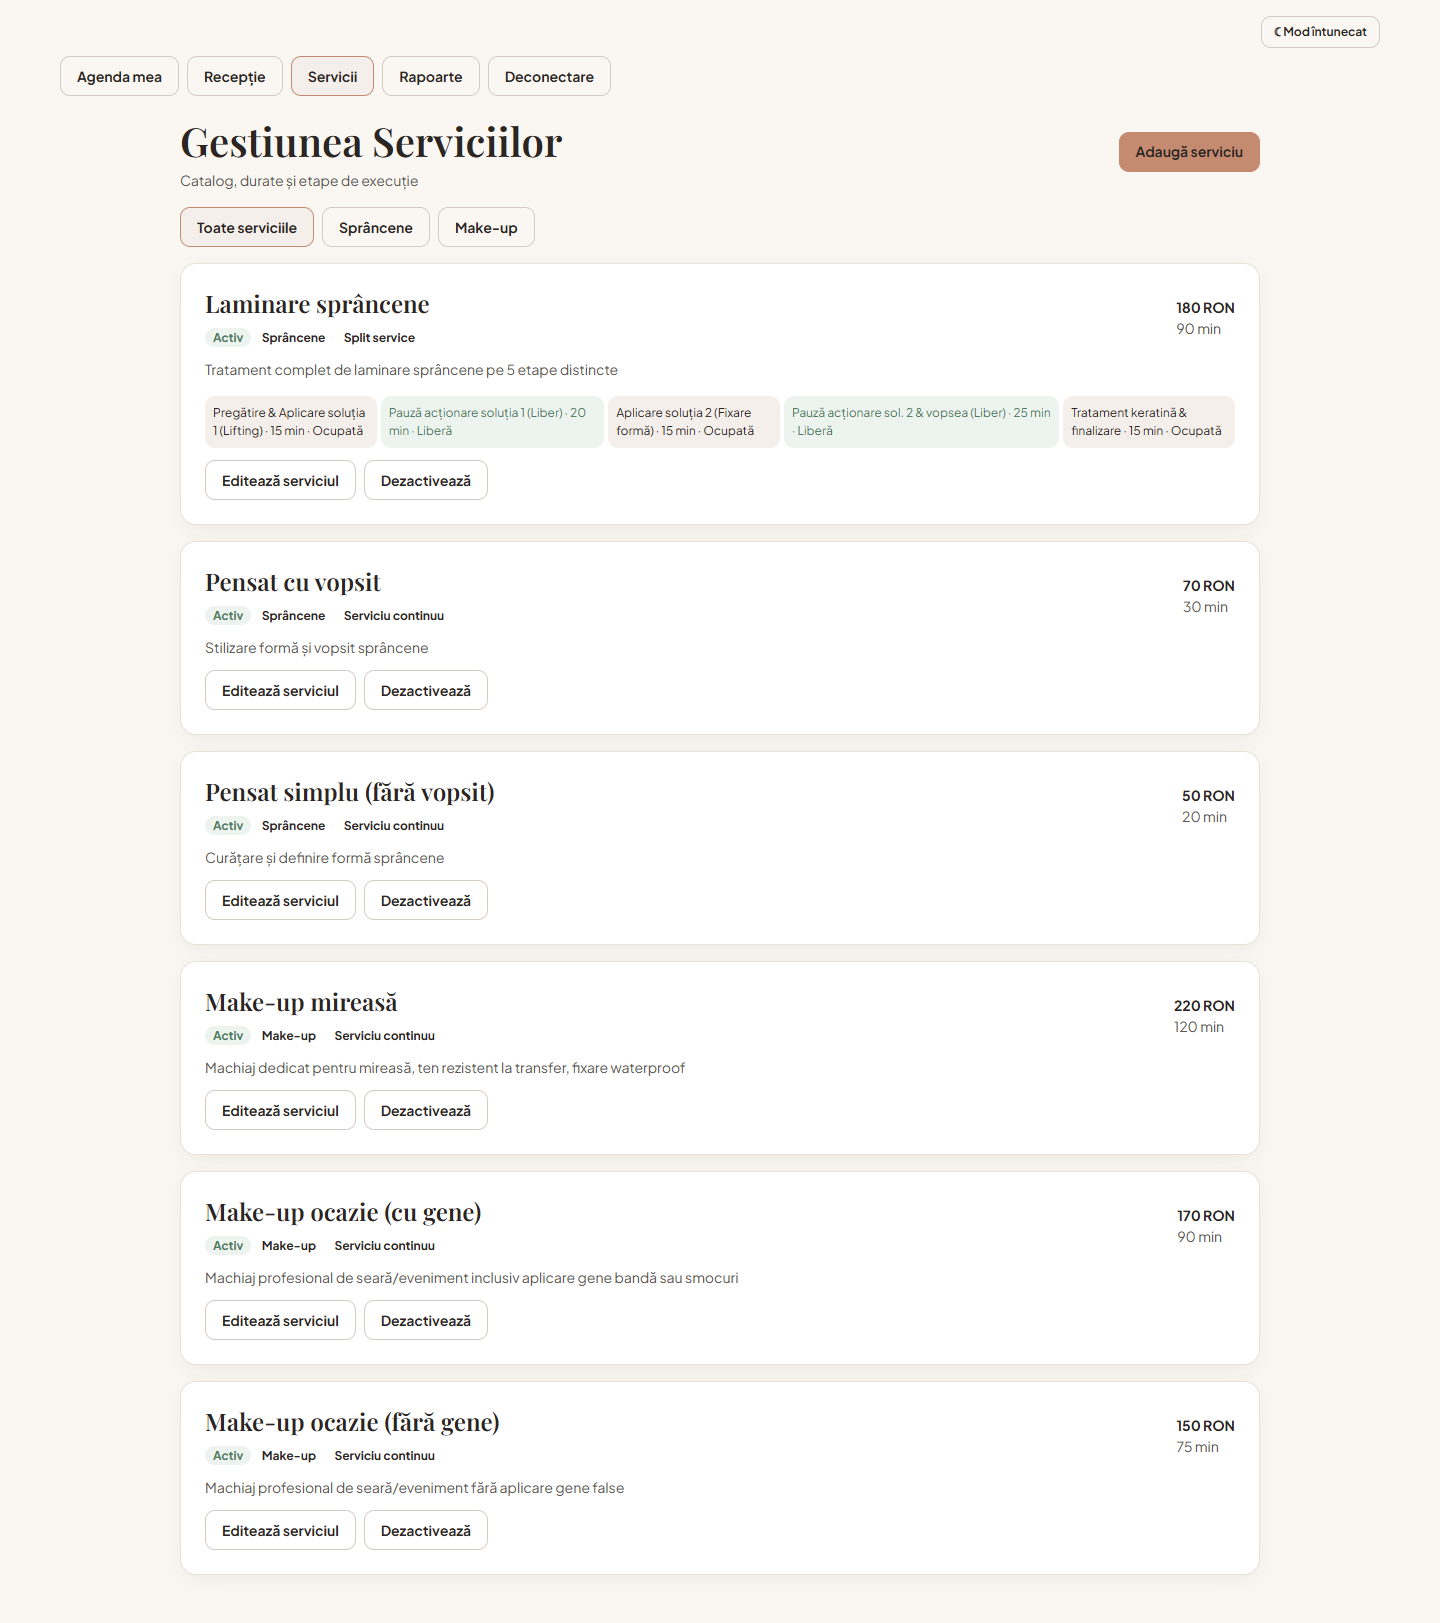 Mod întunecat
Agenda mea
Recepție
Servicii
Rapoarte
Deconectare
Gestiunea Serviciilor
Adaugă serviciu
Catalog, durate și etape de execuție
Toate serviciile
Sprâncene
Make-up
Laminare sprâncene
180 RON
90 min
Activ Sprâncene Split service
Tratament complet de laminare sprâncene pe 5 etape distincte
Pregătire & Aplicare soluția
1 (Lifting) · 15 min · Ocupată
Pauză acționare soluția 1 (Liber) · 20
min · Liberă
Aplicare soluția 2 (Fixare
formă) · 15 min · Ocupată
Pauză acționare sol. 2 & vopsea (Liber) · 25 min
· Liberă
Tratament keratină &
finalizare · 15 min · Ocupată
Editează serviciul
Dezactivează
Pensat cu vopsit
70 RON
30 min
Activ Sprâncene Serviciu continuu
Stilizare formă și vopsit sprâncene
Editează serviciul
Dezactivează
Pensat simplu (fără vopsit)
50 RON
20 min
Activ Sprâncene Serviciu continuu
Curățare și definire formă sprâncene
Editează serviciul
Dezactivează
Make-up mireasă
220 RON
120 min
Activ Make-up Serviciu continuu
Machiaj dedicat pentru mireasă, ten rezistent la transfer, fixare waterproof
Editează serviciul
Dezactivează
Make-up ocazie (cu gene)
170 RON
90 min
Activ Make-up Serviciu continuu
Machiaj profesional de seară/eveniment inclusiv aplicare gene bandă sau smocuri
Editează serviciul
Dezactivează
Make-up ocazie (fără gene)
150 RON
75 min
Activ Make-up Serviciu continuu
Machiaj profesional de seară/eveniment fără aplicare gene false
Editează serviciul
Dezactivează